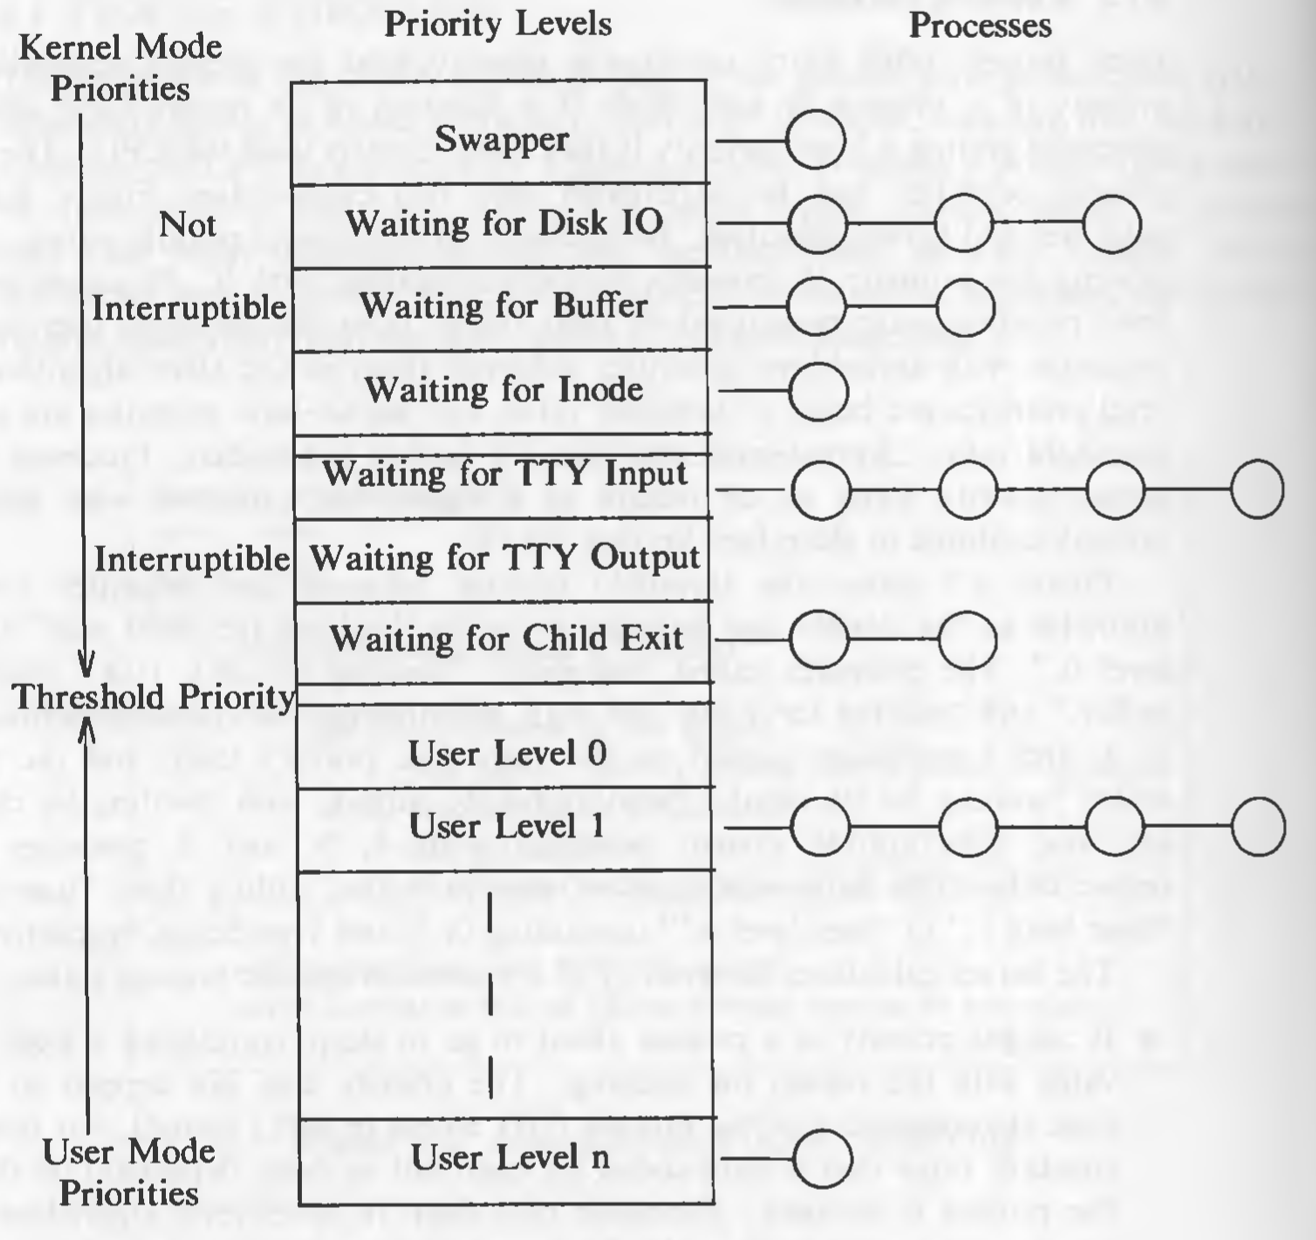 Priority Levels
Processes
Kernel Mode
Priorities
Swapper
Not
Waiting for Disk IO
Interruptible
Waiting for Buffer
Waiting for Inode
Waiting for TTY Input
Interruptible
Waiting for TTY Output
Waiting for Child Exit
Threshold Priority
User Level 0
User Level 1
User Level n
User Mode
Priorities